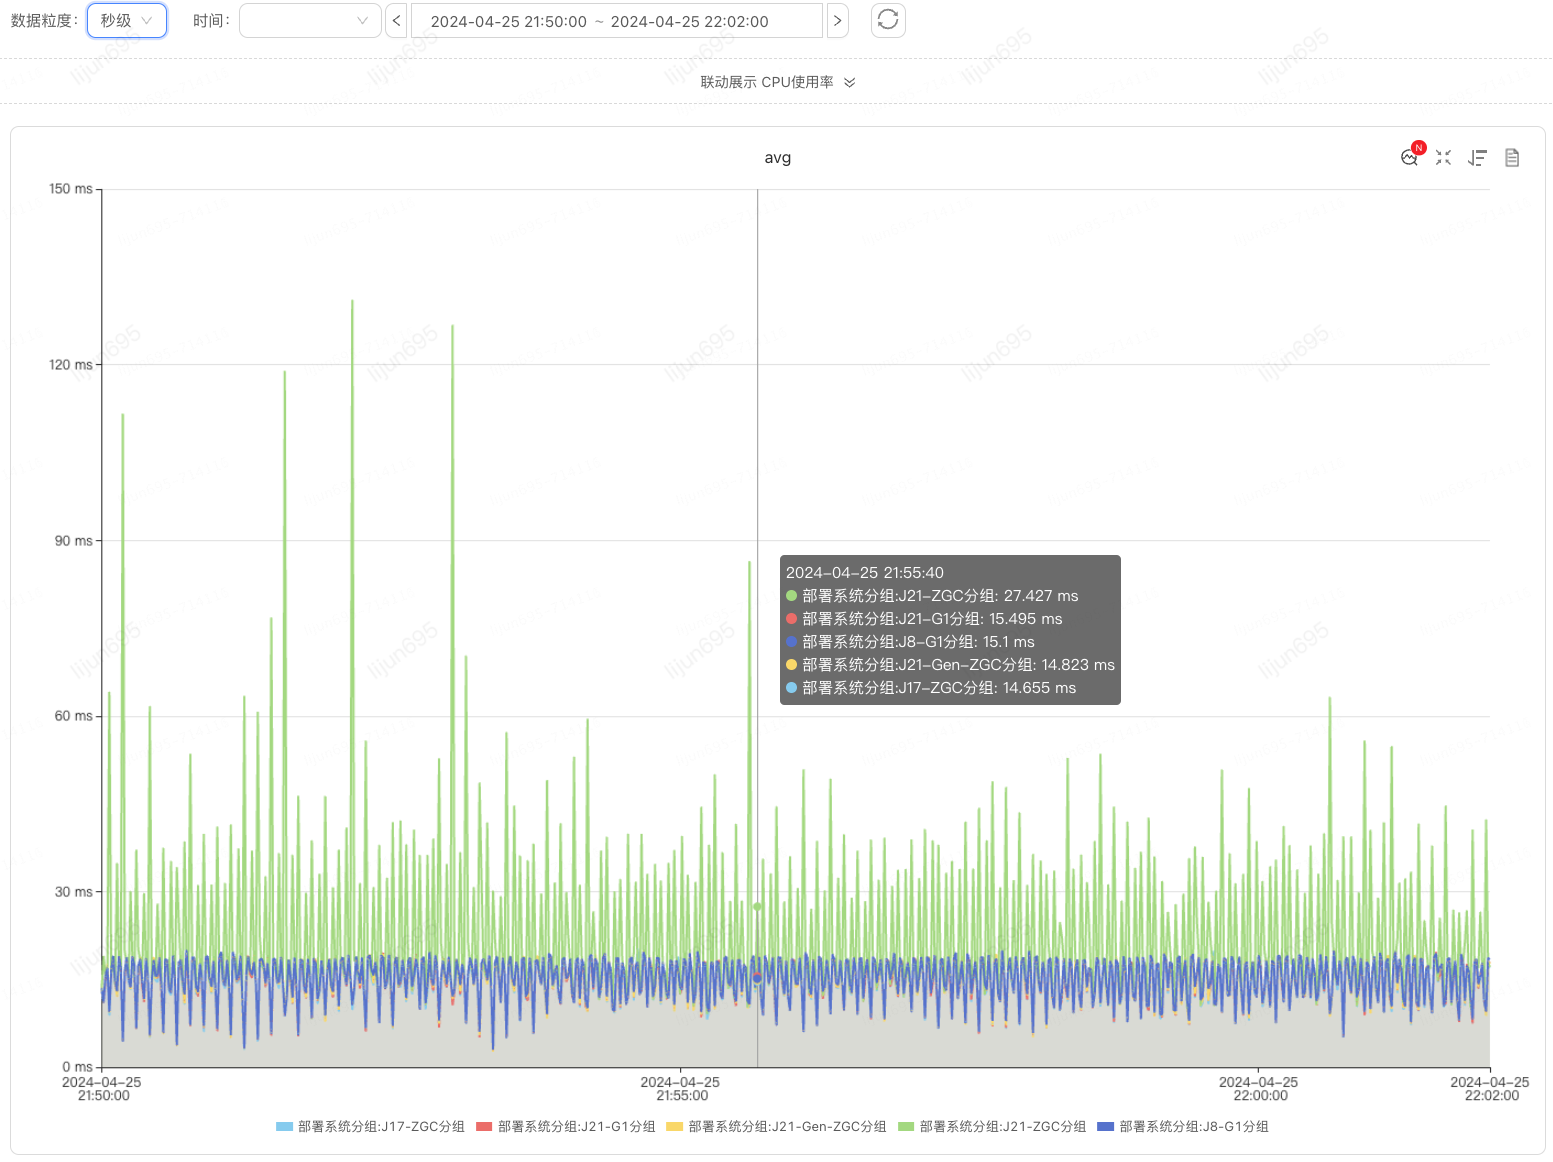 数据粒度: 秒级 时间: 2024-04-25 21:50:00 ~ 2024-04-25 22:02:00
联动展示 CPU使用率
avg
N
150 ms
120 ms
90 ms
60 ms
30 ms
0 ms
2024-04-25 21:55:40
部署系统分组:J21-ZGC分组: 27.427 ms
部署系统分组:J21-G1分组: 15.495 ms
部署系统分组:J8-G1分组: 15.1 ms
部署系统分组:J21-Gen-ZGC分组: 14.823 ms
部署系统分组:J17-ZGC分组: 14.655 ms
2024-04-25
21:50:00
2024-04-25
21:55:00
2024-04-25
22:00:00
2024-04-25
22:02:00
部署系统分组:J17-ZGC分组 部署系统分组:J21-G1分组 部署系统分组:J21-Gen-ZGC分组 部署系统分组:J21-ZGC分组 部署系统分组:J8-G1分组
lijun695